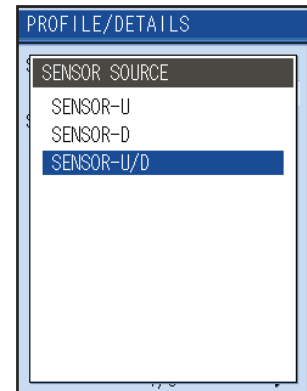 PROFILE/DETAILS
SENSOR SOURCE
SENSOR-U
SENSOR-D
SENSOR-U/D